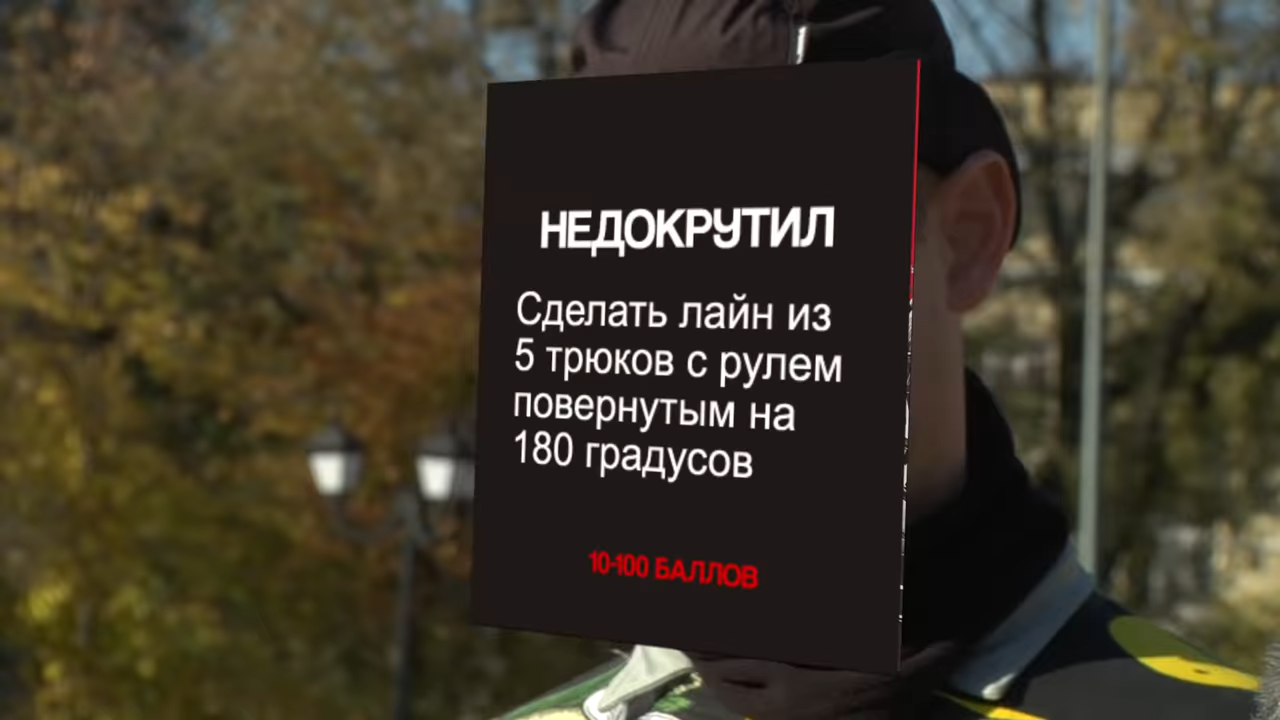 НЕДОКРУТИЛ
Сделать лайн из
5 трюков с рулем
повернутым на
180 градусов
10-100 БАЛЛОВ